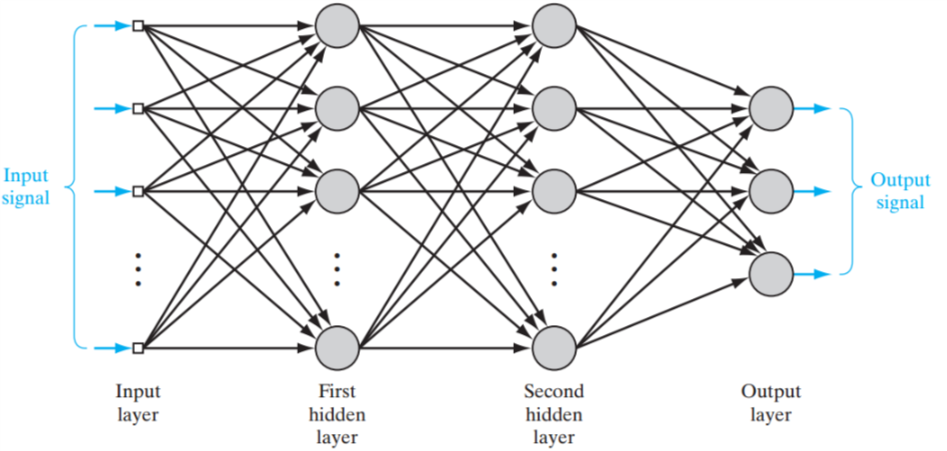 Input
signal
Output
signal
Input
layer
First
hidden
layer
Second
hidden
layer
Output
layer